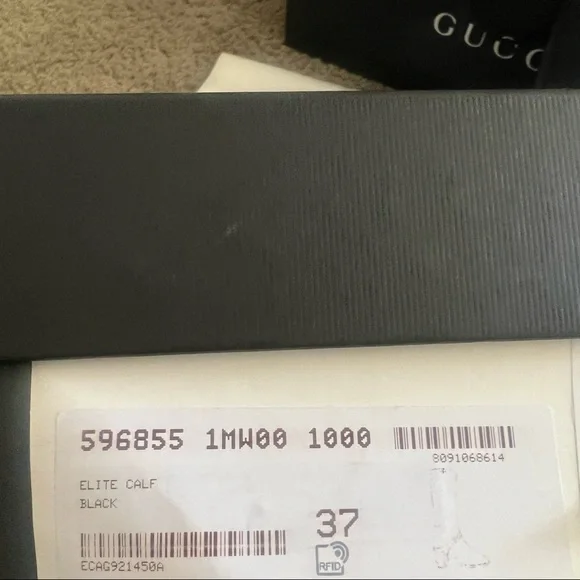 GUCC
596855 1MW00 1000
8091068614
ELITE CALF
BLACK
37
ECAG921450A
RFID